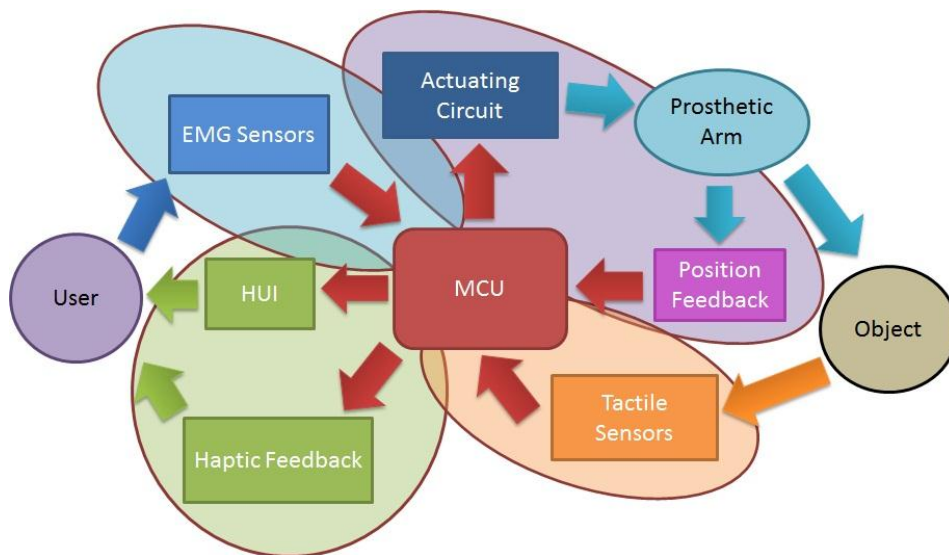 Actuating
Circuit
Prosthetic
Arm
EMG Sensors
User
HUI
MCU
Position
Feedback
Object
Tactile
Sensors
Haptic Feedback